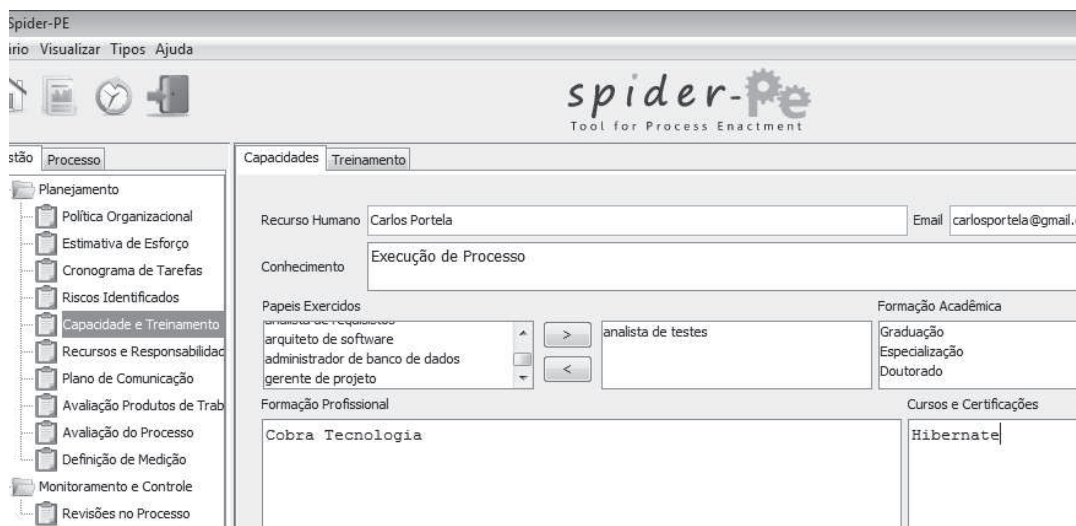 Spider-PE
ário Visualizar Tipos Ajuda
spider-Pe
Tool for Process Enactment
stão Processo
Planejamento
Política Organizacional
Estimativa de Esforço
Cronograma de Tarefas
Riscos Identificados
Capacidade e Treinamento
Recursos e Responsabilidad
Plano de Comunicação
Avaliação Produtos de Trab
Avaliação do Processo
Definição de Medição
Monitoramento e Controle
Revisões no Processo
Capacidades Treinamento
Recurso Humano Carlos Portela Email carlosportela@gmail.
Conhecimento Execução de Processo
Papeis Exercidos
analista de requisistos
arquiteto de software
administrador de banco de dados
gerente de projeto
>
<
analista de testes
Formação Acadêmica
Graduação
Especialização
Doutorado
Formação Profissional
Cobra Tecnologia
Cursos e Certificações
Hibernate